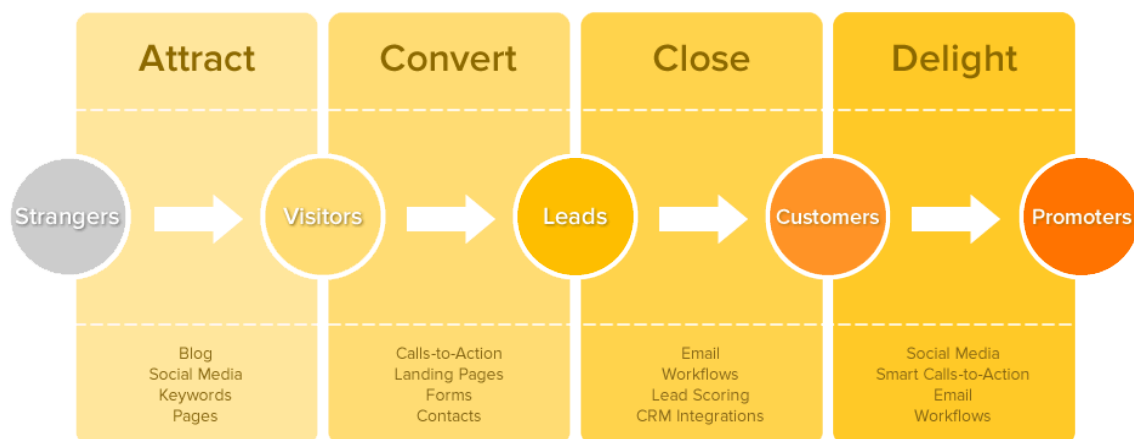 Attract
Convert
Close
Delight
Strangers
Visitors
Leads
Customers
Promoters
Blog
Social Media
Keywords
Pages
Calls-to-Action
Landing Pages
Forms
Contacts
Email
Workflows
Lead Scoring
CRM Integrations
Social Media
Smart Calls-to-Action
Email
Workflows